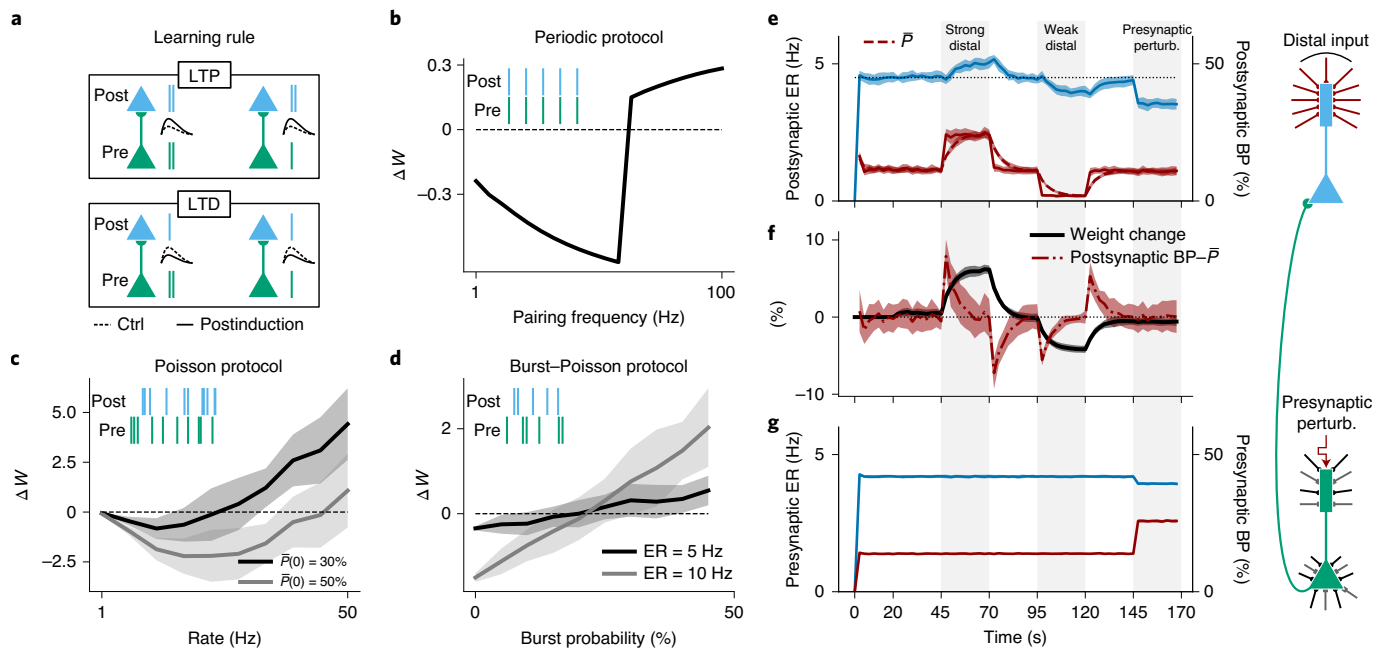 a
Learning rule
LTP
Post
Pre
LTD
Post
Pre
Ctrl
Postinduction
b
Periodic protocol
Post
Pre
0.3
0
−0.3
ΔW
1
100
Pairing frequency (Hz)
c
Poisson protocol
Post
Pre
5.0
2.5
0
−2.5
ΔW
P̄(0) = 30%
P̄(0) = 50%
1
50
Rate (Hz)
d
Burst–Poisson protocol
Post
Pre
2
0
ΔW
ER = 5 Hz
ER = 10 Hz
0
50
Burst probability (%)
e
P̄
Strong distal
Weak distal
Presynaptic perturb.
5
0
Postsynaptic ER (Hz)
50
0
Postsynaptic BP (%)
f
10
0
−10
(%)
Weight change
Postsynaptic BP–P̄
g
5
0
Presynaptic ER (Hz)
50
0
Presynaptic BP (%)
0 20 45 70 95 120 145 170
Time (s)
Distal input
Presynaptic perturb.